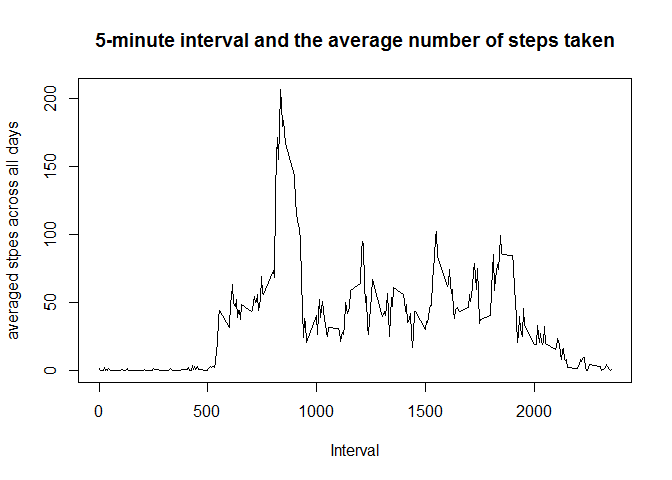 5-minute interval and the average number of steps taken
averaged stpes across all days
200
150
100
50
0
0 500 1000 1500 2000
Interval